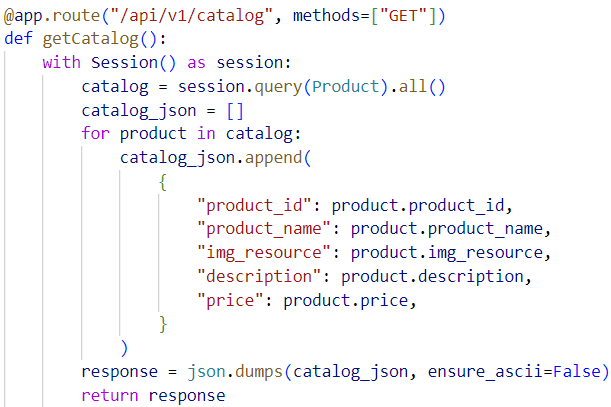 @app.route("/api/v1/catalog", methods=["GET"])
def getCatalog():
    with Session() as session:
        catalog = session.query(Product).all()
        catalog_json = []
        for product in catalog:
            catalog_json.append(
                {
                    "product_id": product.product_id,
                    "product_name": product.product_name,
                    "img_resource": product.img_resource,
                    "description": product.description,
                    "price": product.price,
                }
            )
        response = json.dumps(catalog_json, ensure_ascii=False)
        return response